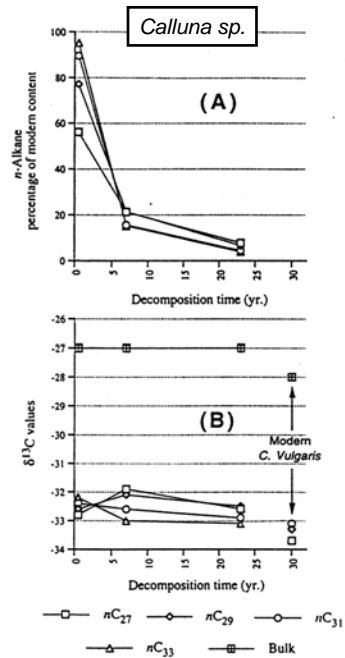 Calluna sp.
n-Alkane
percentage of modern content
100
80
60
40
20
0
(A)
0 5 10 15 20 25 30
Decomposition time (yr.)
δ13C values
-26
-27
-28
-29
-30
-31
-32
-33
-34
(B)
Modern
C. Vulgaris
0 5 10 15 20 25 30
Decomposition time (yr.)
nC27 nC29 nC31
nC33 Bulk